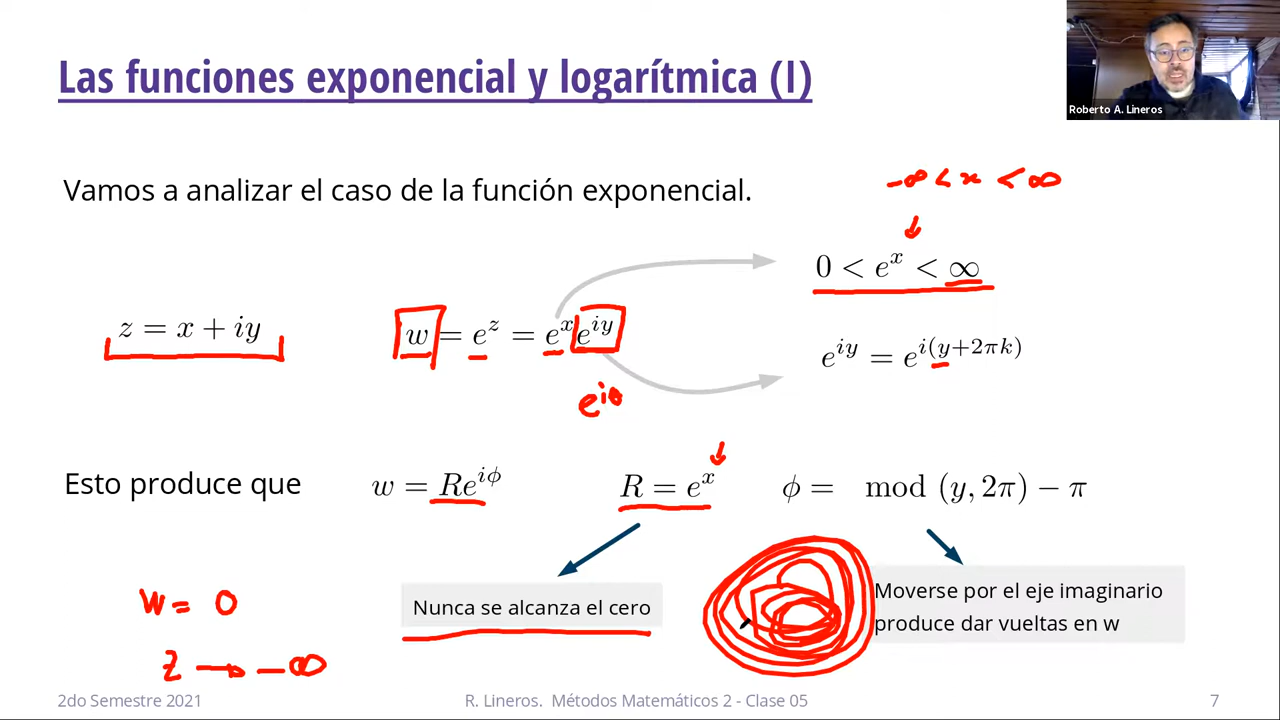 Las funciones exponencial y logarítmica (I)
Roberto A. Lineros
Vamos a analizar el caso de la función exponencial.
-∞ < x < ∞
↓
0 < e^x < ∞
z = x + iy
w = e^z = e^x e^{iy}
e^{iy} = e^{i(y+2πk)}
e^{iθ}
Esto produce que w = Re^{iϕ} R = e^x ϕ = mod (y, 2π) − π
Nunca se alcanza el cero
Moverse por el eje imaginario
produce dar vueltas en w
W = 0
z → -∞
2do Semestre 2021 R. Lineros. Métodos Matemáticos 2 - Clase 05 7